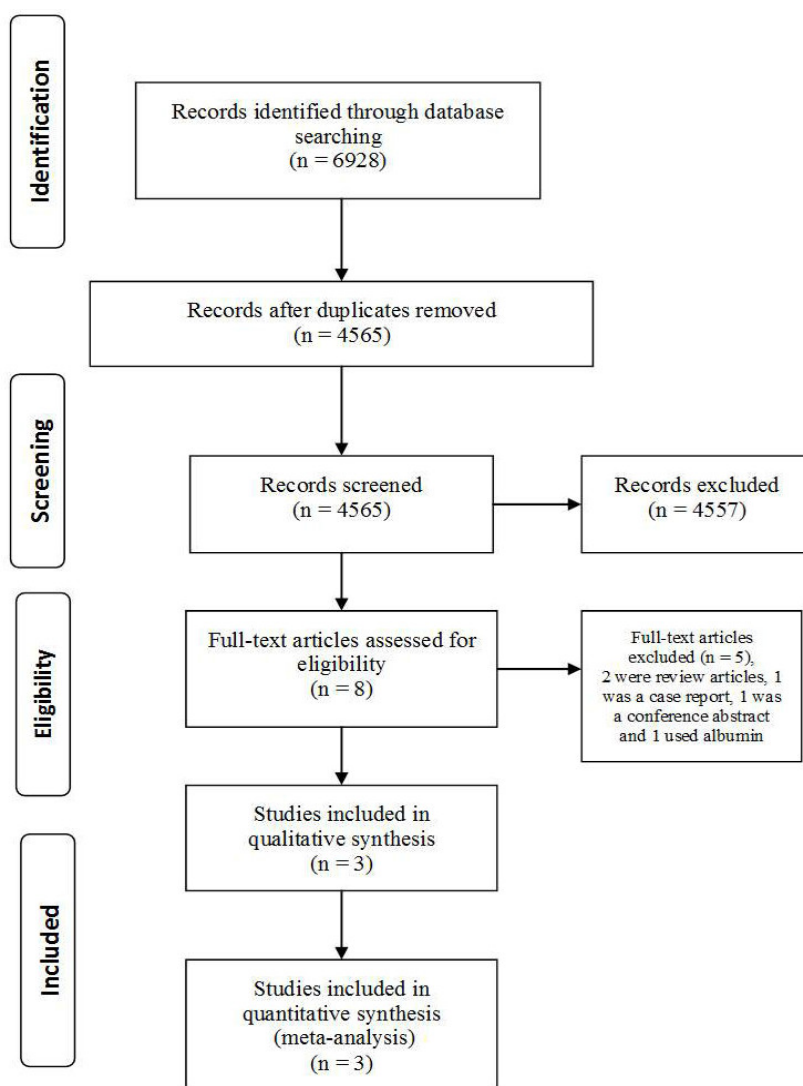 Identification
Records identified through database
searching
(n = 6928)
Records after duplicates removed
(n = 4565)
Screening
Records screened
(n = 4565)
Records excluded
(n = 4557)
Eligibility
Full-text articles assessed for
eligibility
(n = 8)
Full-text articles
excluded (n = 5),
2 were review articles, 1
was a case report, 1 was
a conference abstract
and 1 used albumin
Studies included in
qualitative synthesis
(n = 3)
Included
Studies included in
quantitative synthesis
(meta-analysis)
(n = 3)